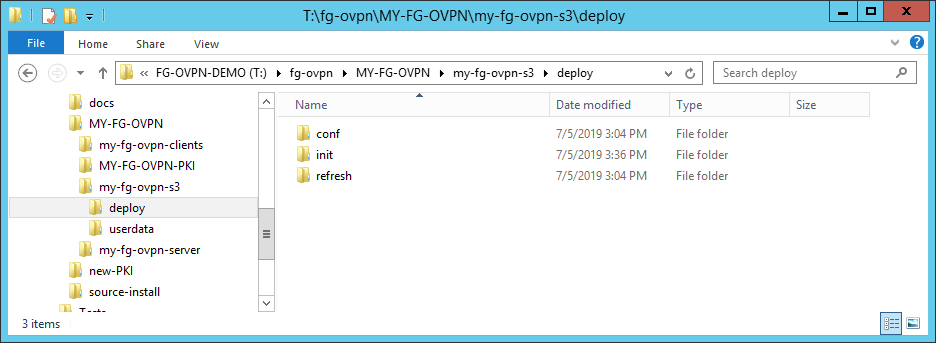 T:\fg-ovpn\MY-FG-OVPN\my-fg-ovpn-s3\deploy
File Home Share View
« FG-OVPN-DEMO (T:) fg-ovpn MY-FG-OVPN my-fg-ovpn-s3 deploy
Search deploy
docs
MY-FG-OVPN
my-fg-ovpn-clients
MY-FG-OVPN-PKI
my-fg-ovpn-s3
deploy
userdata
my-fg-ovpn-server
new-PKI
source-install
Name Date modified Type Size
conf 7/5/2019 3:04 PM File folder
init 7/5/2019 3:36 PM File folder
refresh 7/5/2019 3:04 PM File folder
3 items